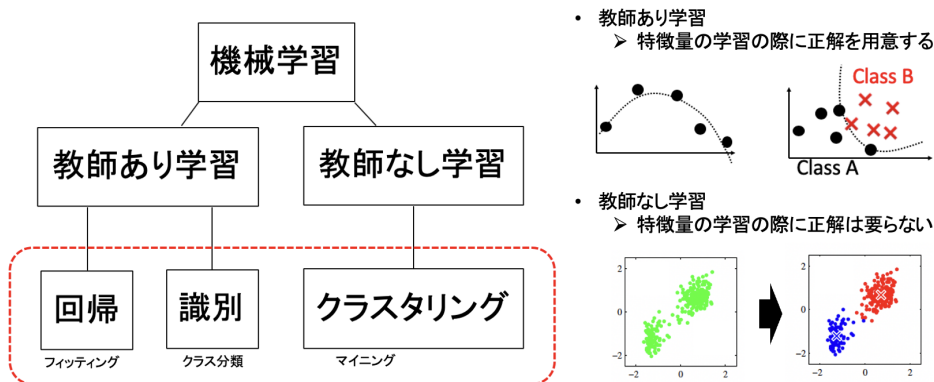 機械学習
教師あり学習
教師なし学習
回帰
識別
クラスタリング
フィッティング
クラス分類
マイニング
• 教師あり学習
➢ 特徴量の学習の際に正解を用意する
Class B
Class A
• 教師なし学習
➢ 特徴量の学習の際に正解は要らない
2
0
−2
−2
0
2
2
0
−2
−2
0
2